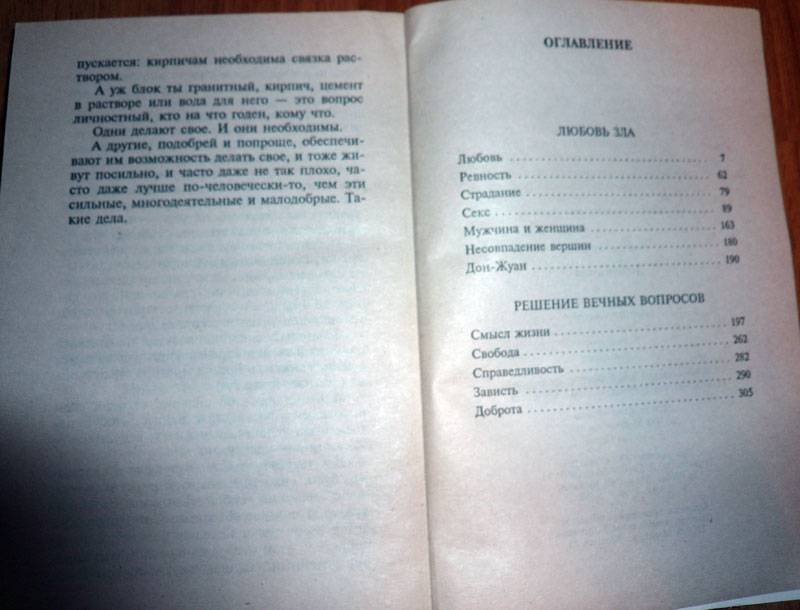 пускается: кирпичам необходима связка рас-
твором.
А уж блок ты гранитный, кирпич, цемент
в растворе или вода для него — это вопрос
личностный, кто на что годен, кому что.
Одни делают свое. И они необходимы.
А другие, подобрей и попроще, обеспечи-
вают им возможность делать свое, и тоже жи-
вут посильно, и часто даже не так плохо, ча-
сто даже лучше по-человечески-то, чем эти
сильные, многодеятельные и малодобрые. Та-
кие дела.
ОГЛАВЛЕНИЕ
ЛЮБОВЬ ЗЛА
Любовь ........ 7
Ревность ........ 62
Страдание ........ 79
Секс ........ 89
Мужчина и женщина ........ 163
Несовпадение вершин ........ 180
Дон-Жуан ........ 190
РЕШЕНИЕ ВЕЧНЫХ ВОПРОСОВ
Смысл жизни ........ 197
Свобода ........ 262
Справедливость ........ 282
Зависть ........ 290
Доброта ........ 305